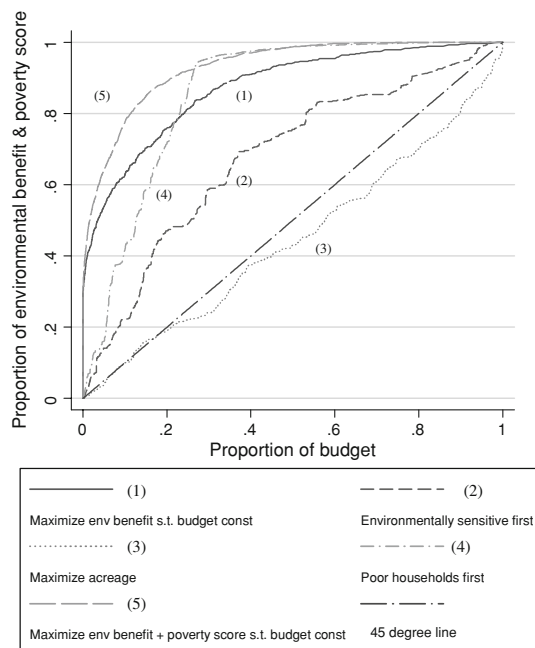 Proportion of environmental benefit & poverty score
1
.8
.6
.4
.2
0
(5)
(1)
(4)
(2)
(3)
0 .2 .4 .6 .8 1
Proportion of budget
(1) (2)
Maximize env benefit s.t. budget const Environmentally sensitive first
(3) (4)
Maximize acreage Poor households first
(5)
Maximize env benefit + poverty score s.t. budget const 45 degree line